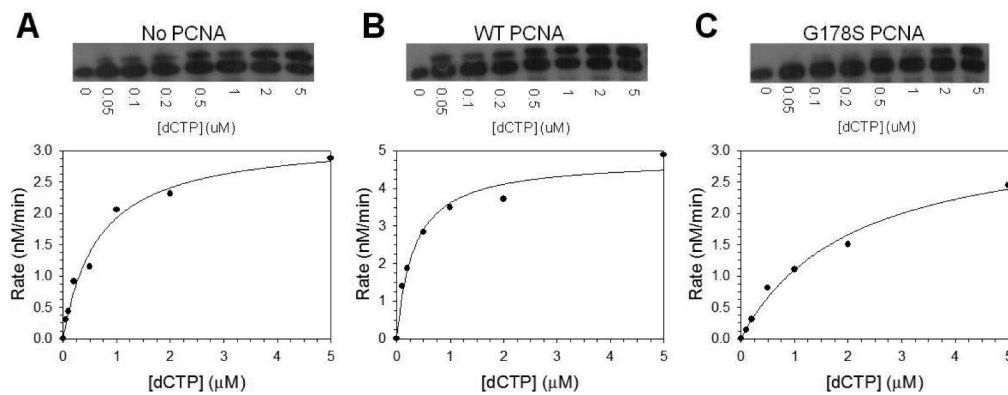 A
No PCNA
0 0.05 0.1 0.2 0.5 1 2 5
[dCTP] (uM)
3.0
2.5
2.0
1.5
1.0
0.5
0.0
Rate (nM/min)
0 1 2 3 4 5
[dCTP] (μM)
B
WT PCNA
0 0.05 0.1 0.2 0.5 1 2 5
[dCTP] (uM)
5
4
3
2
1
0
Rate (nM/min)
0 1 2 3 4 5
[dCTP] (μM)
C
G178S PCNA
0 0.05 0.1 0.2 0.5 1 2 5
[dCTP] (uM)
3.0
2.5
2.0
1.5
1.0
0.5
0.0
Rate (nM/min)
0 1 2 3 4 5
[dCTP] (μM)